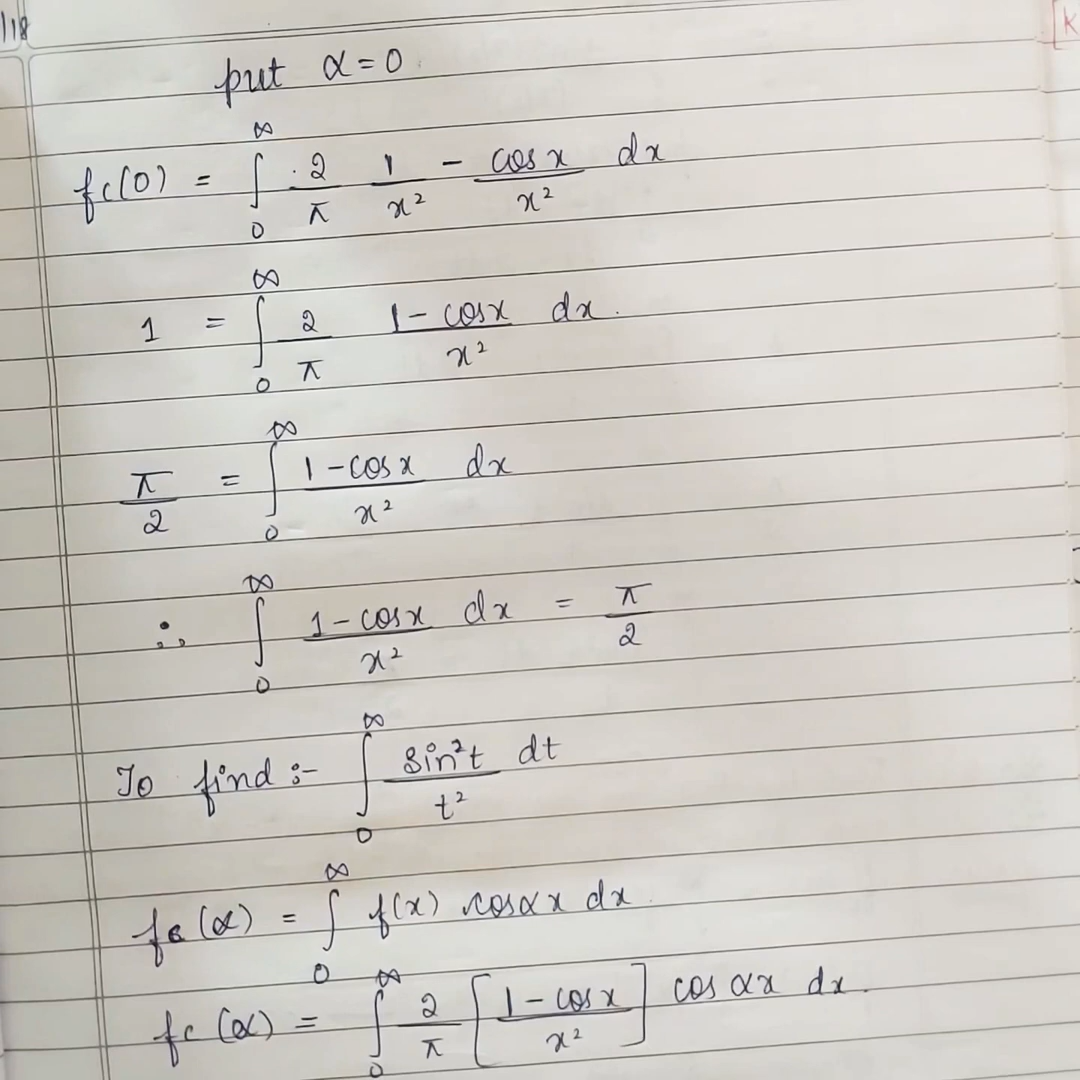 118
[K
put α = 0.
fc(0) = ∫₀^∞ 2/π 1/x² - cos x/x² dx
1 = ∫₀^∞ 2/π 1 - cos x/x² dx.
π/2 = ∫₀^∞ 1 - cos x/x² dx
∴ ∫₀^∞ 1 - cos x/x² dx = π/2
To find :- ∫₀^∞ sin²t/t² dt
fc(α) = ∫₀^∞ f(x) cos αx dx.
fc(α) = ∫₀^∞ 2/π [1 - cos x/x²] cos αx dx.